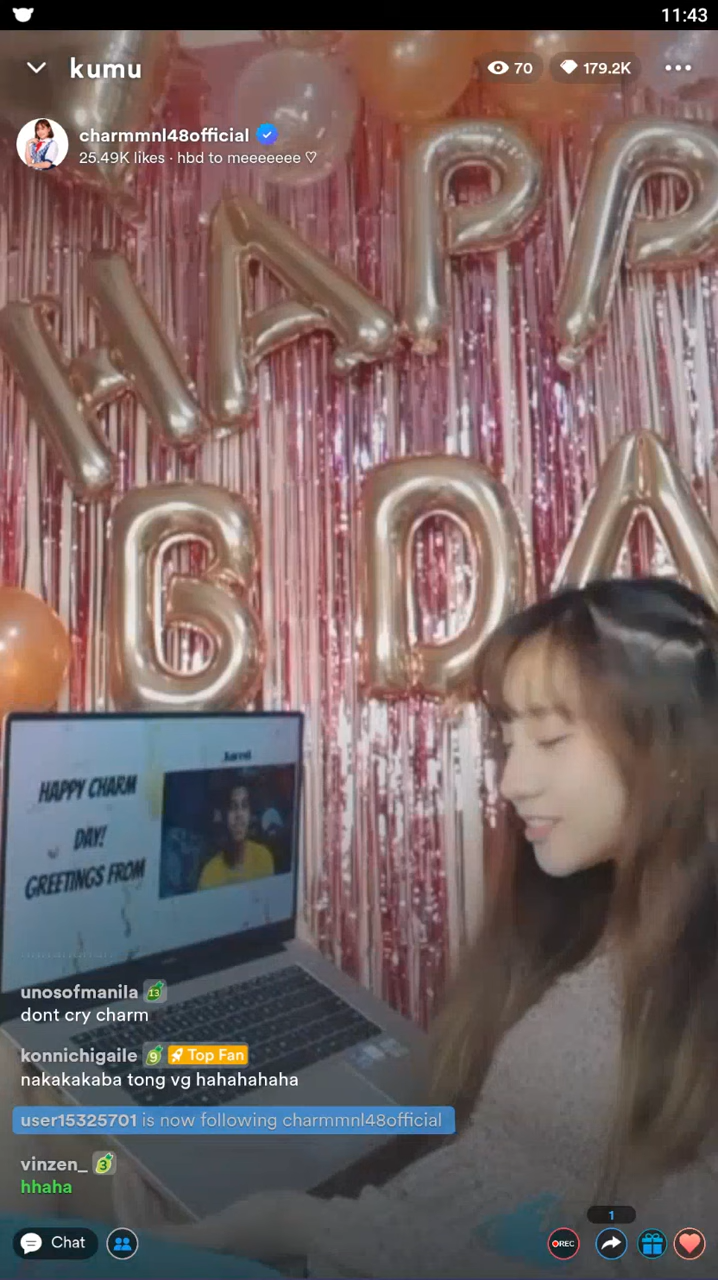 11:43
kumu
70
179.2K
charmmnl48official
25.49K likes · hbd to meeeeeee ♡
HAPP
B DA
HAPPY CHARM
DAY!
GREETINGS FROM
Jarred
unosofmanila 13
dont cry charm
konnichigaile 9 Top Fan
nakakakaba tong vg hahahahaha
user15325701 is now following charmmnl48official
vinzen_ 3
hhaha
1
Chat
REC